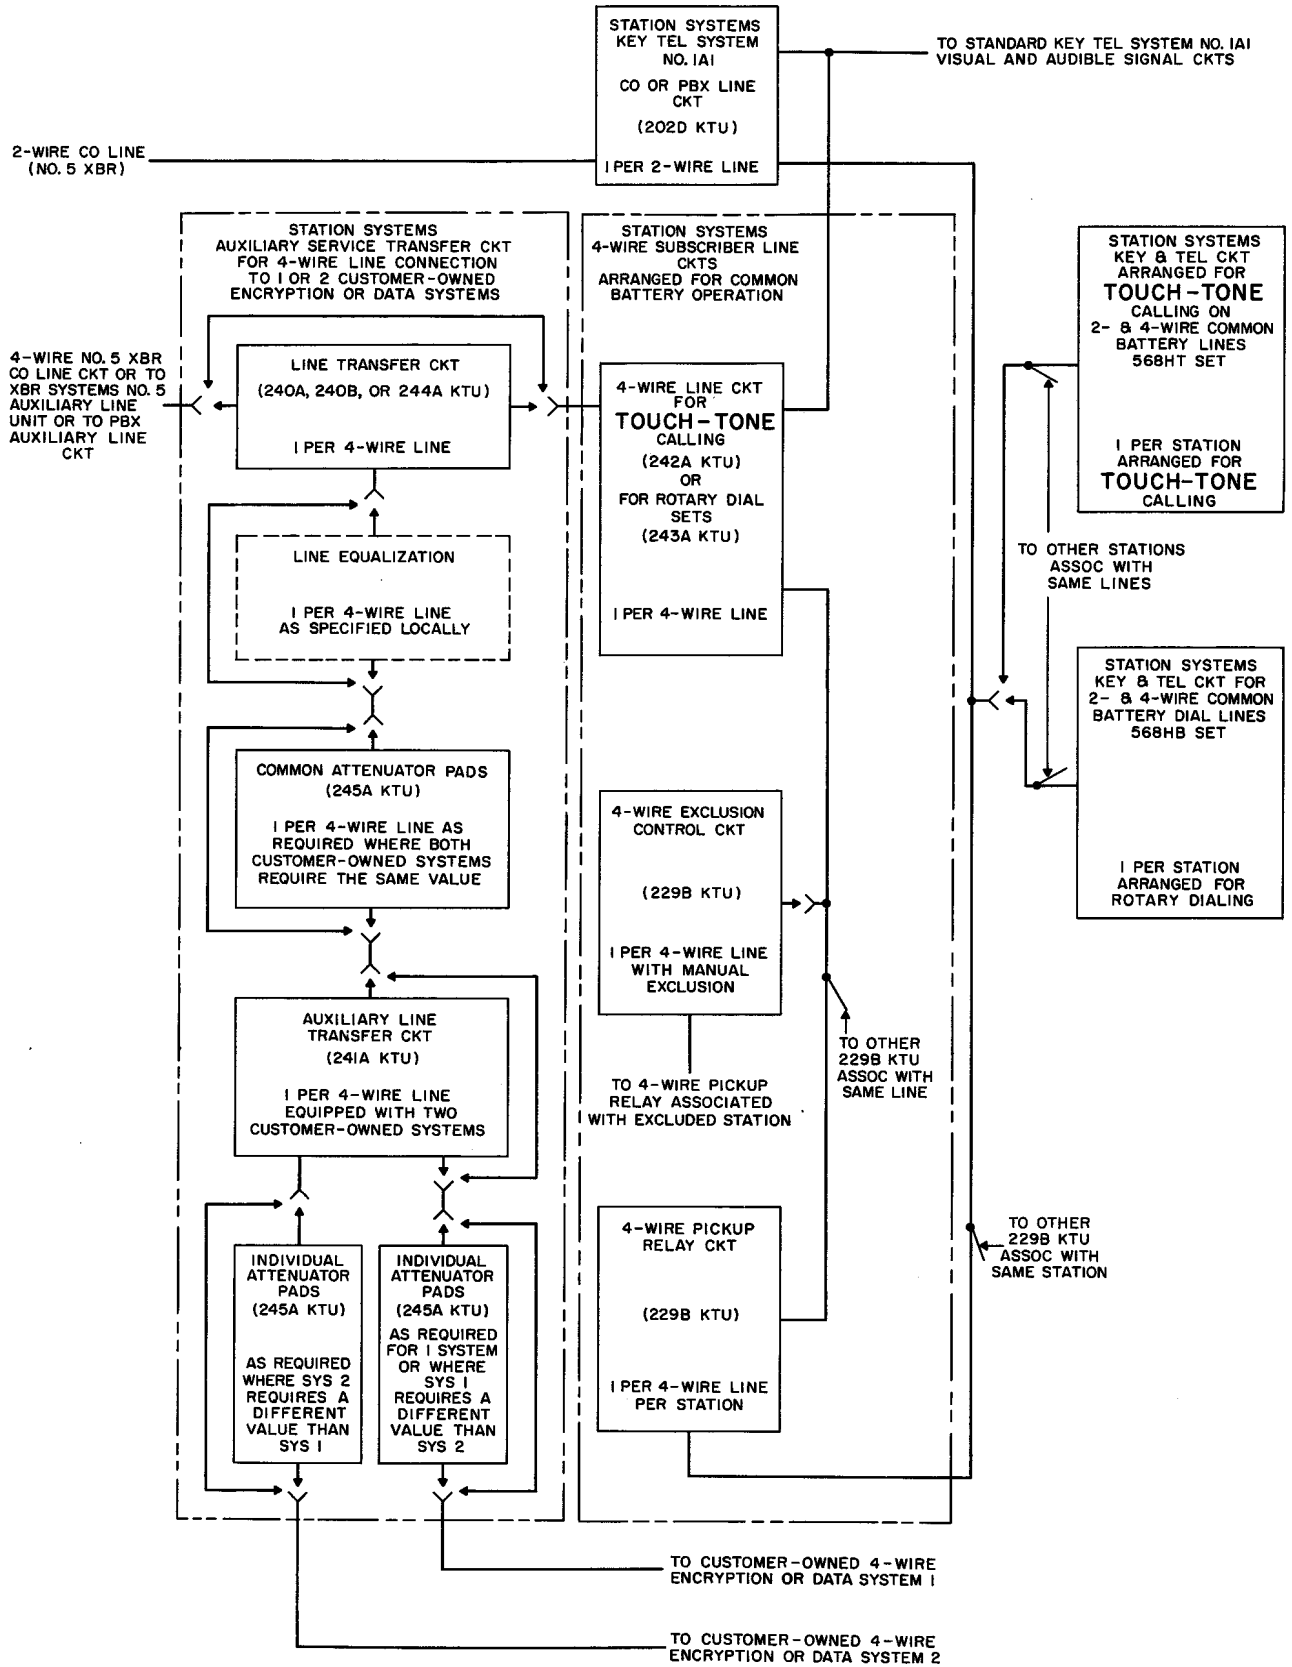 STATION SYSTEMS
KEY TEL SYSTEM
NO. 1A1
CO OR PBX LINE
CKT
(202D KTU)
1 PER 2-WIRE LINE
TO STANDARD KEY TEL SYSTEM NO. 1A1
VISUAL AND AUDIBLE SIGNAL CKTS
2-WIRE CO LINE
(NO. 5 XBR)
STATION SYSTEMS
AUXILIARY SERVICE TRANSFER CKT
FOR 4-WIRE LINE CONNECTION
TO 1 OR 2 CUSTOMER-OWNED
ENCRYPTION OR DATA SYSTEMS
4-WIRE NO. 5 XBR
CO LINE CKT OR TO
XBR SYSTEMS NO. 5
AUXILIARY LINE
UNIT OR TO PBX
AUXILIARY LINE
CKT
LINE TRANSFER CKT
(240A, 240B, OR 244A KTU)
1 PER 4-WIRE LINE
LINE EQUALIZATION
1 PER 4-WIRE LINE
AS SPECIFIED LOCALLY
COMMON ATTENUATOR PADS
(245A KTU)
1 PER 4-WIRE LINE AS
REQUIRED WHERE BOTH
CUSTOMER-OWNED SYSTEMS
REQUIRE THE SAME VALUE
AUXILIARY LINE
TRANSFER CKT
(241A KTU)
1 PER 4-WIRE LINE
EQUIPPED WITH TWO
CUSTOMER-OWNED SYSTEMS
INDIVIDUAL
ATTENUATOR
PADS
(245A KTU)
AS REQUIRED
WHERE SYS 2
REQUIRES A
DIFFERENT
VALUE THAN
SYS 1
INDIVIDUAL
ATTENUATOR
PADS
(245A KTU)
AS REQUIRED
FOR 1 SYSTEM
OR WHERE
SYS 1
REQUIRES A
DIFFERENT
VALUE THAN
SYS 2
STATION SYSTEMS
4-WIRE SUBSCRIBER LINE
CKTS
ARRANGED FOR COMMON
BATTERY OPERATION
4-WIRE LINE CKT
FOR
TOUCH-TONE
CALLING
(242A KTU)
OR
FOR ROTARY DIAL
SETS
(243A KTU)
1 PER 4-WIRE LINE
4-WIRE EXCLUSION
CONTROL CKT
(229B KTU)
1 PER 4-WIRE LINE
WITH MANUAL
EXCLUSION
TO 4-WIRE PICKUP
RELAY ASSOCIATED
WITH EXCLUDED STATION
TO OTHER
229B KTU
ASSOC WITH
SAME LINE
4-WIRE PICKUP
RELAY CKT
(229B KTU)
1 PER 4-WIRE LINE
PER STATION
STATION SYSTEMS
KEY & TEL CKT
ARRANGED FOR
TOUCH-TONE
CALLING ON
2- & 4-WIRE COMMON
BATTERY LINES
568HT SET
1 PER STATION
ARRANGED FOR
TOUCH-TONE
CALLING
TO OTHER STATIONS
ASSOC WITH
SAME LINES
STATION SYSTEMS
KEY & TEL CKT FOR
2- & 4-WIRE COMMON
BATTERY DIAL LINES
568HB SET
1 PER STATION
ARRANGED FOR
ROTARY DIALING
TO OTHER
229B KTU
ASSOC WITH
SAME STATION
TO CUSTOMER-OWNED 4-WIRE
ENCRYPTION OR DATA SYSTEM 1
TO CUSTOMER-OWNED 4-WIRE
ENCRYPTION OR DATA SYSTEM 2